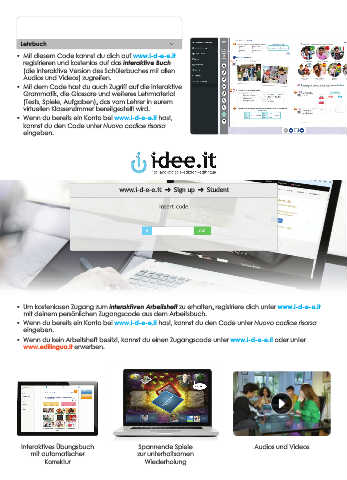 Lehrbuch
• Mit diesem Code kannst du dich auf www.i-d-e-e.it
registrieren und kostenlos auf das interaktive Buch
(die interaktive Version des Schülerbuches mit allen
Audios und Videos) zugreifen.
• Mit dem Code hast du auch Zugriff auf die interaktive
Grammatik, die Glossare und weiteres Lehrmaterial
(Tests, Spiele, Aufgaben), das vom Lehrer in eurem
virtuellen Klassenzimmer bereitgestellt wird.
• Wenn du bereits ein Konto bei www.i-d-e-e.it hast,
kannst du den Code unter Nuovo codice risorsa
eingeben.
idee.it
www.i-d-e-e.it ➔ Sign up ➔ Student
Insert code
• Um kostenlosen Zugang zum interaktiven Arbeitsheft zu erhalten, registriere dich unter www.i-d-e-e.it
mit deinem persönlichen Zugangscode aus dem Arbeitsbuch.
• Wenn du bereits ein Konto bei www.i-d-e-e.it hast, kannst du den Code unter Nuovo codice risorsa
eingeben.
• Wenn du kein Arbeitsheft besitzt, kannst du einen Zugangscode unter www.i-d-e-e.it oder unter
www.edilingua.it erwerben.
Interaktives Übungsbuch
mit automatischer
Korrektur
Spannende Spiele
zur unterhaltsamen
Wiederholung
Audios und Videos